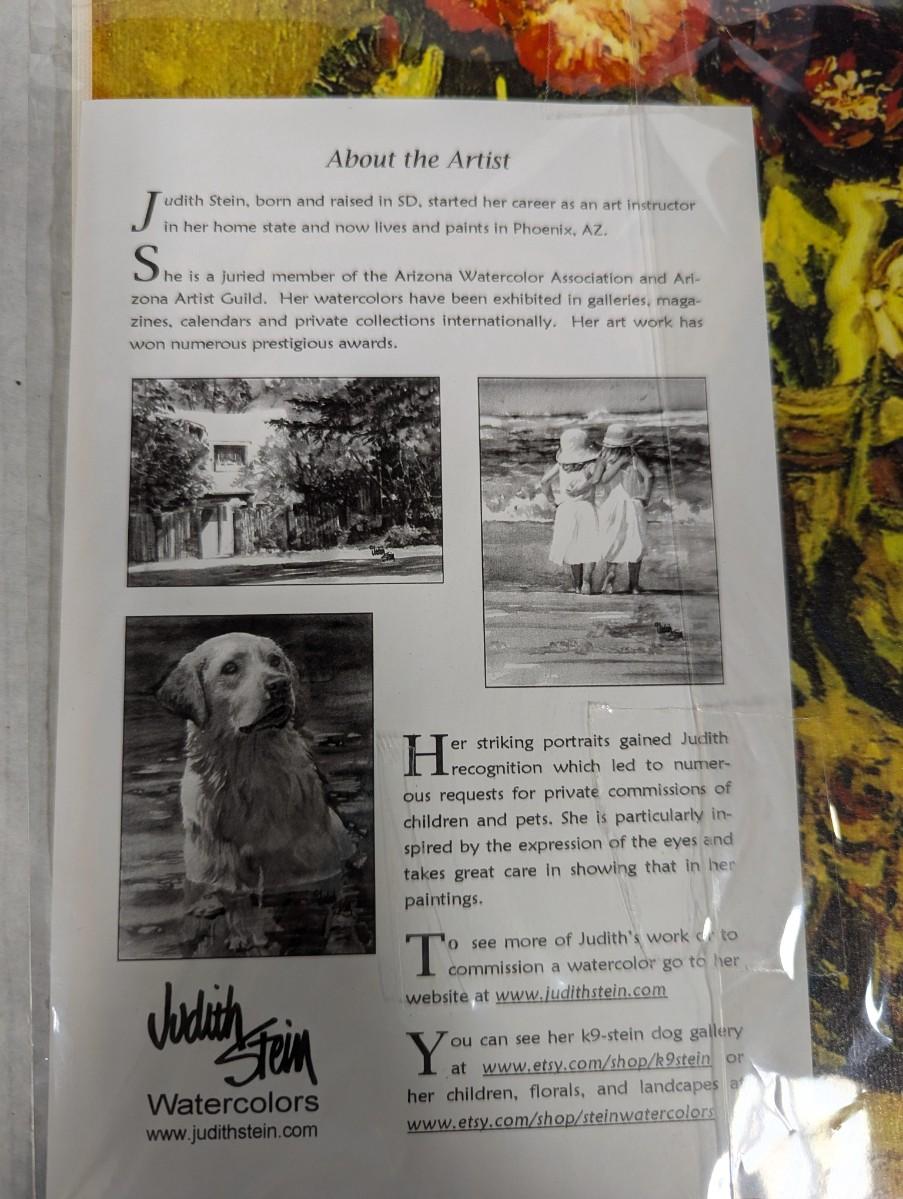 About the Artist
Judith Stein, born and raised in SD, started her career as an art instructor
in her home state and now lives and paints in Phoenix, AZ.
She is a juried member of the Arizona Watercolor Association and Ari-
zona Artist Guild. Her watercolors have been exhibited in galleries, maga-
zines, calendars and private collections internationally. Her art work has
won numerous prestigious awards.
Judith
Stein
Her striking portraits gained Judith
recognition which led to numer-
ous requests for private commissions of
children and pets. She is particularly in-
spired by the expression of the eyes and
takes great care in showing that in her
paintings.
To see more of Judith's work or to
commission a watercolor go to her
website at www.judithstein.com
You can see her k9-stein dog gallery
at www.etsy.com/shop/k9stein or
her children, florals, and landcapes at
www.etsy.com/shop/steinwatercolors
Judith
Stein
Watercolors
www.judithstein.com